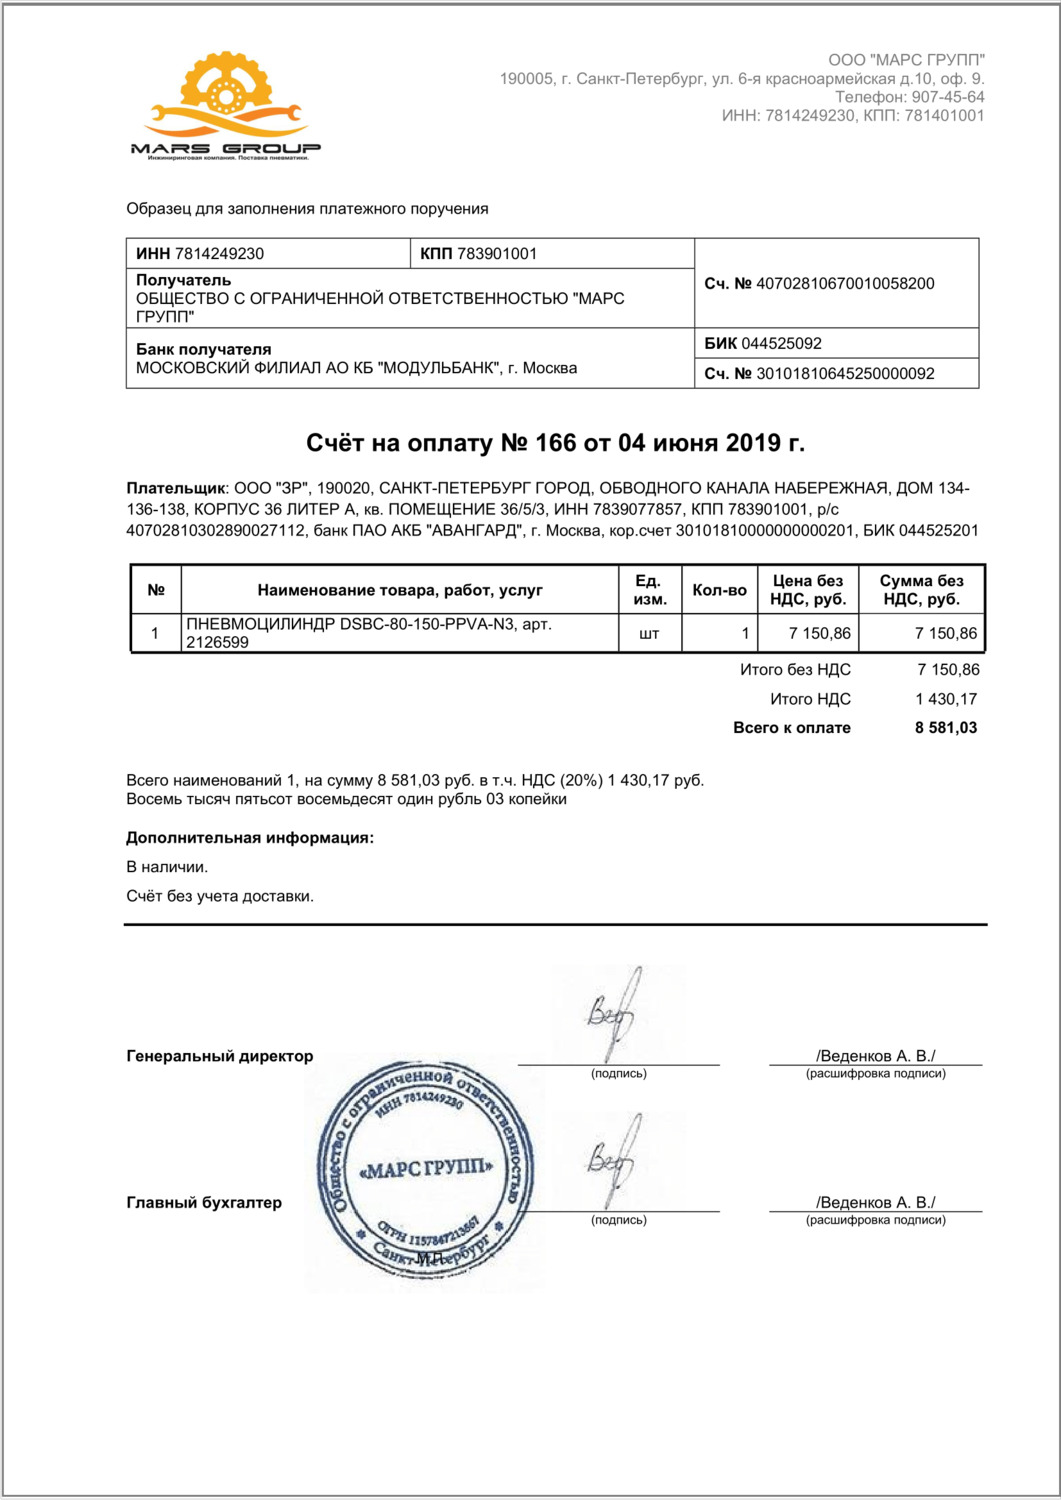 MARS GROUP
Инжиниринговая компания. Поставка пневматики.
ООО "МАРС ГРУПП"
190005, г. Санкт-Петербург, ул. 6-я красноармейская д.10, оф. 9.
Телефон: 907-45-64
ИНН: 7814249230, КПП: 781401001
Образец для заполнения платежного поручения
ИНН 7814249230
КПП 783901001
Получатель
ОБЩЕСТВО С ОГРАНИЧЕННОЙ ОТВЕТСТВЕННОСТЬЮ "МАРС
ГРУПП"
Сч. № 40702810670010058200
Банк получателя
МОСКОВСКИЙ ФИЛИАЛ АО КБ "МОДУЛЬБАНК", г. Москва
БИК 044525092
Сч. № 30101810645250000092
Счёт на оплату № 166 от 04 июня 2019 г.
Плательщик: ООО "ЗР", 190020, САНКТ-ПЕТЕРБУРГ ГОРОД, ОБВОДНОГО КАНАЛА НАБЕРЕЖНАЯ, ДОМ 134-
136-138, КОРПУС 36 ЛИТЕР А, кв. ПОМЕЩЕНИЕ 36/5/3, ИНН 7839077857, КПП 783901001, р/с
40702810302890027112, банк ПАО АКБ "АВАНГАРД", г. Москва, кор.счет 30101810000000000201, БИК 044525201
№ Наименование товара, работ, услуг Ед. изм. Кол-во Цена без НДС, руб. Сумма без НДС, руб.
1 ПНЕВМОЦИЛИНДР DSBC-80-150-PPVA-N3, арт. 2126599 шт 1 7 150,86 7 150,86
Итого без НДС 7 150,86
Итого НДС 1 430,17
Всего к оплате 8 581,03
Всего наименований 1, на сумму 8 581,03 руб. в т.ч. НДС (20%) 1 430,17 руб.
Восемь тысяч пятьсот восемьдесят один рубль 03 копейки
Дополнительная информация:
В наличии.
Счёт без учета доставки.
Генеральный директор
/Веденков А. В./
(подпись)
(расшифровка подписи)
Общество с ограниченной ответственностью
ИНН 7814249230
«МАРС ГРУПП»
ОГРН 1157847213567
Санкт-Петербург
М.П.
Главный бухгалтер
/Веденков А. В./
(подпись)
(расшифровка подписи)